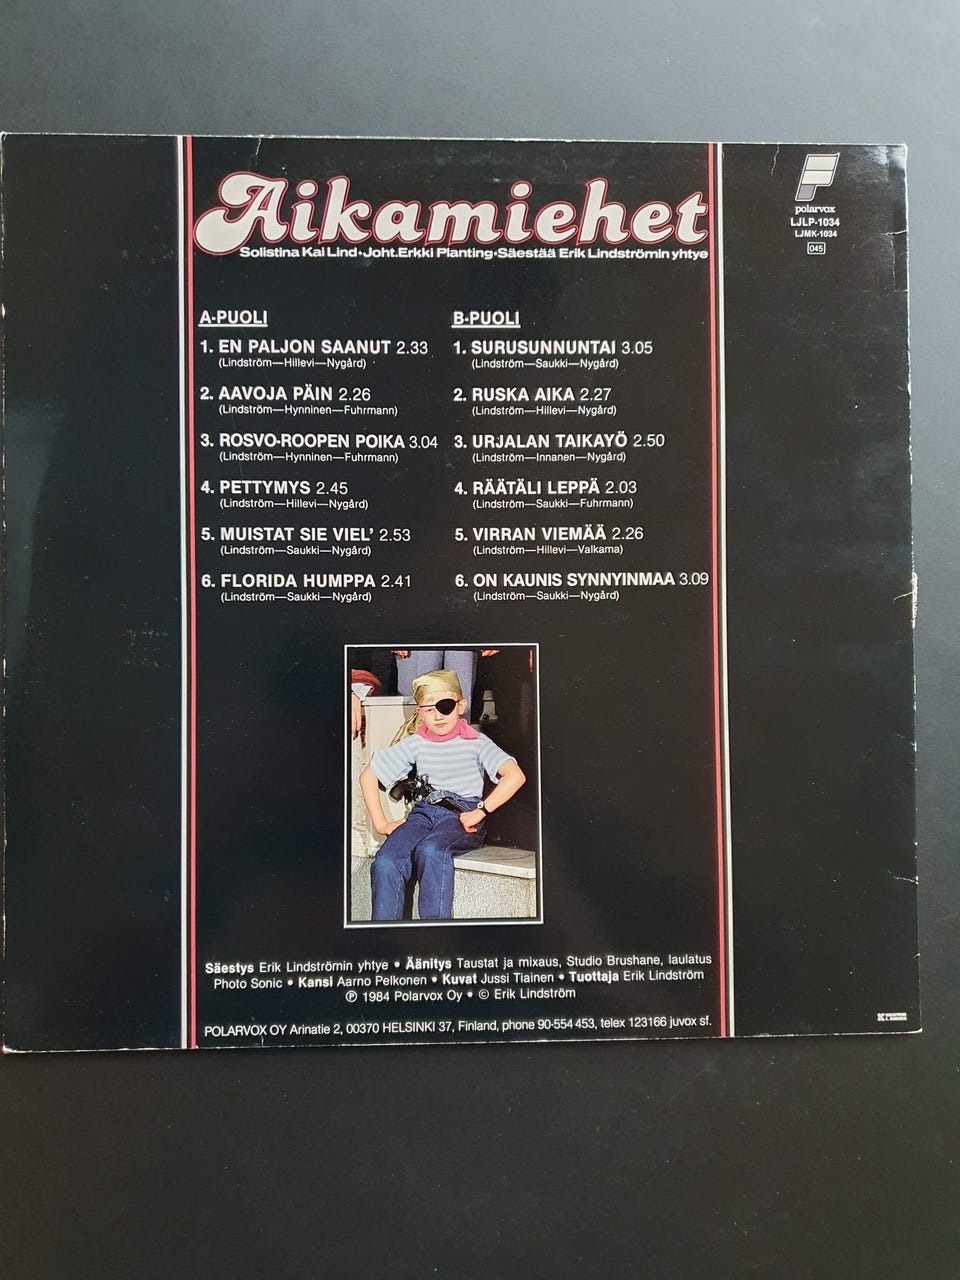 Aikamiehet
Solistina Kai Lind•Joht.Erkki Planting•Säestää Erik Lindströmin yhtye
polarvox
LJLP-1034
LJMK-1034
045
A-PUOLI
1. EN PALJON SAANUT 2.33
(Lindström—Hillevi—Nygård)
2. AAVOJA PÄIN 2.26
(Lindström—Hynninen—Fuhrmann)
3. ROSVO-ROOPEN POIKA 3.04
(Lindström—Hynninen—Fuhrmann)
4. PETTYMYS 2.45
(Lindström—Hillevi—Nygård)
5. MUISTAT SIE VIEL’ 2.53
(Lindström—Saukki—Nygård)
6. FLORIDA HUMPPA 2.41
(Lindström—Saukki—Nygård)
B-PUOLI
1. SURUSUNNUNTAI 3.05
(Lindström—Saukki—Nygård)
2. RUSKA AIKA 2.27
(Lindström—Hillevi—Nygård)
3. URJALAN TAIKAYÖ 2.50
(Lindström—Innanen—Nygård)
4. RÄÄTÄLI LEPPÄ 2.03
(Lindström—Saukki—Fuhrmann)
5. VIRRAN VIEMÄÄ 2.26
(Lindström—Hillevi—Valkama)
6. ON KAUNIS SYNNYINMAA 3.09
(Lindström—Saukki—Nygård)
Säestys Erik Lindströmin yhtye • Äänitys Taustat ja mixaus, Studio Brushane, laulatus
Photo Sonic • Kansi Aarno Pelkonen • Kuvat Jussi Tiainen • Tuottaja Erik Lindström
℗ 1984 Polarvox Oy • © Erik Lindström
POLARVOX OY Arinatie 2, 00370 HELSINKI 37, Finland, phone 90-554 453, telex 123166 juvox sf.